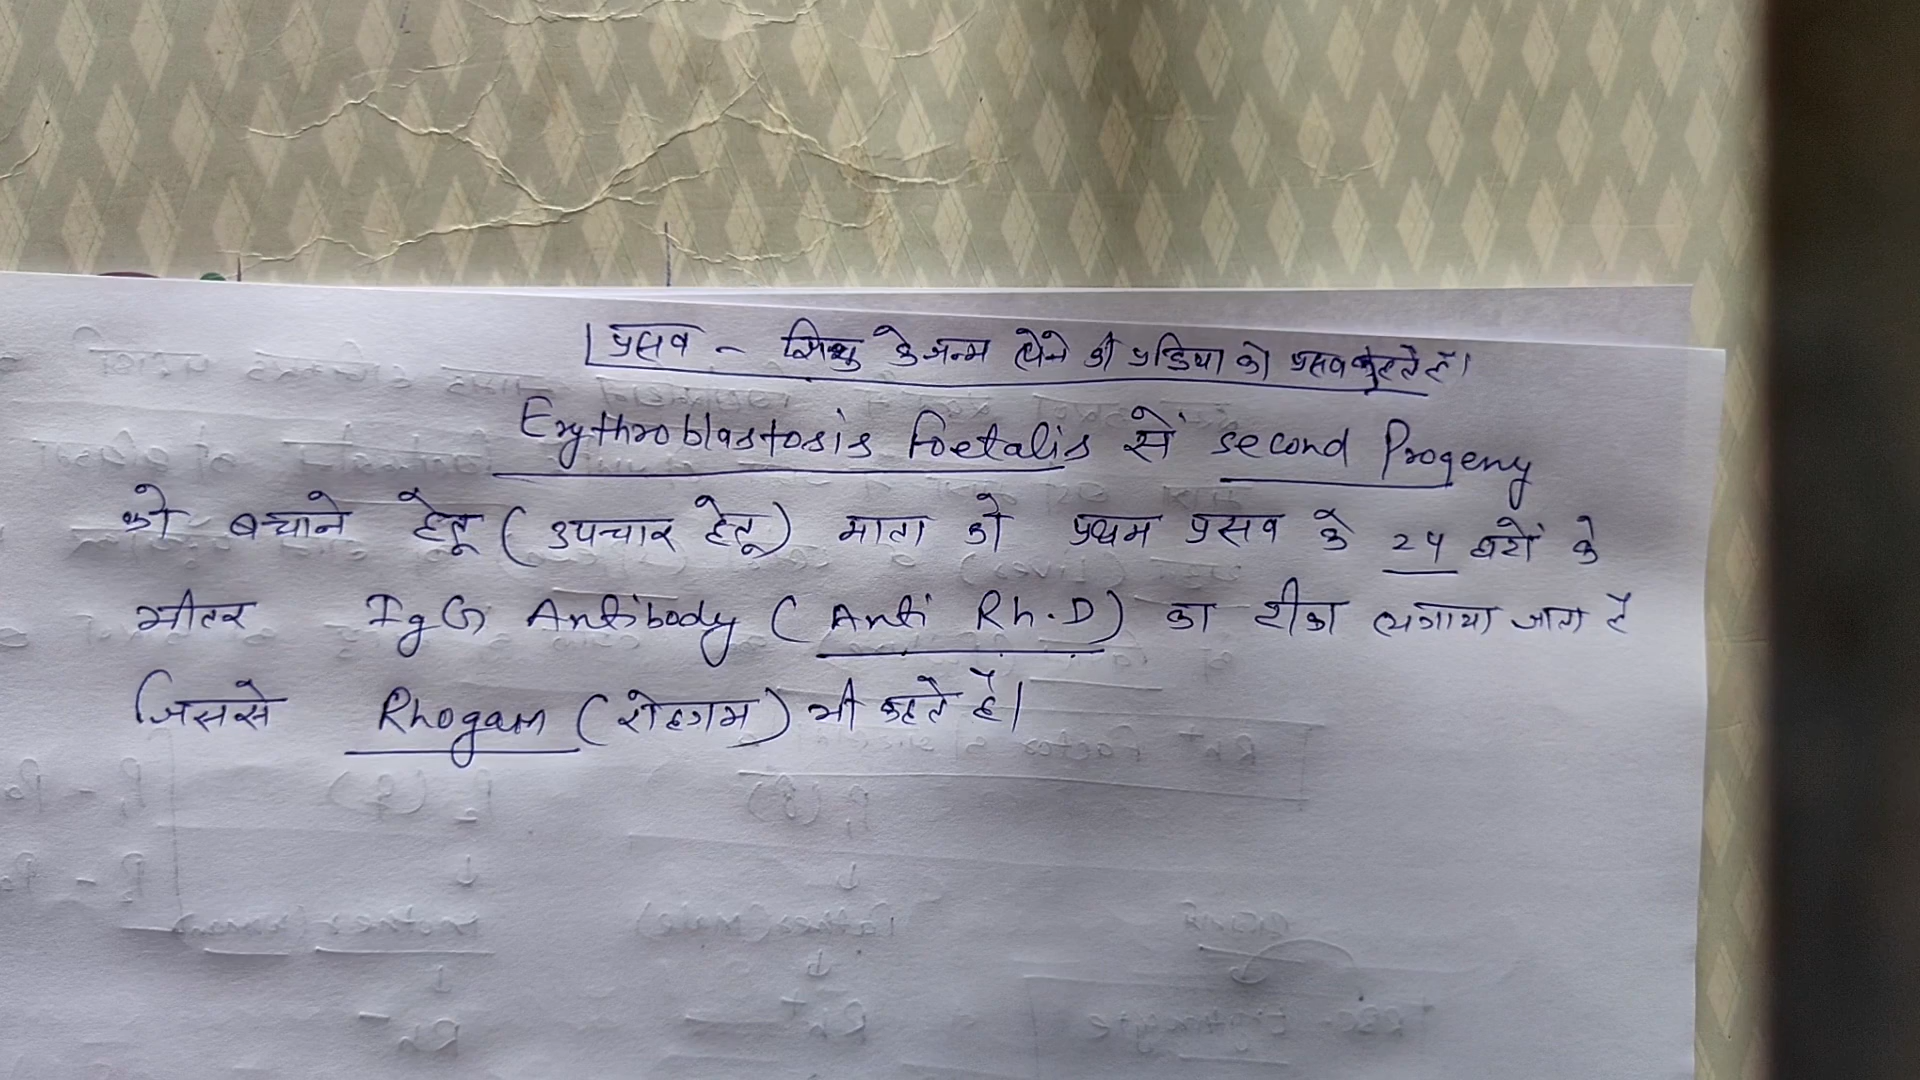 प्रसव - शिशु के जन्म लेने की प्रक्रिया को प्रसव कहते हैं।
Erythroblastosis Foetalis से second Progeny
को बचाने हेतू (उपचार हेतू) माता को प्रथम प्रसव के 24 घंटों के
भीतर IgG Antibody (Anti Rh.D) का टीका लगाया जाता है
जिससे Rhogam (रोहगम) भी कहते हैं।